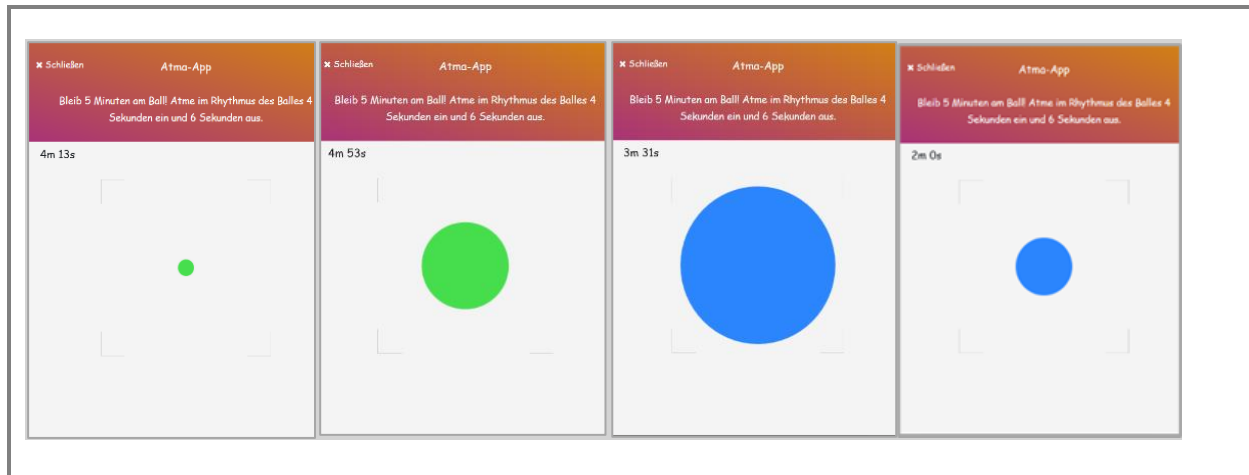 ✖ Schließen
Atma-App
Bleib 5 Minuten am Ball! Atme im Rhythmus des Balles 4
Sekunden ein und 6 Sekunden aus.
4m 13s
✖ Schließen
Atma-App
Bleib 5 Minuten am Ball! Atme im Rhythmus des Balles 4
Sekunden ein und 6 Sekunden aus.
4m 53s
✖ Schließen
Atma-App
Bleib 5 Minuten am Ball! Atme im Rhythmus des Balles 4
Sekunden ein und 6 Sekunden aus.
3m 31s
✖ Schließen
Atma-App
Bleib 5 Minuten am Ball! Atme im Rhythmus des Balles 4
Sekunden ein und 6 Sekunden aus.
2m 0s